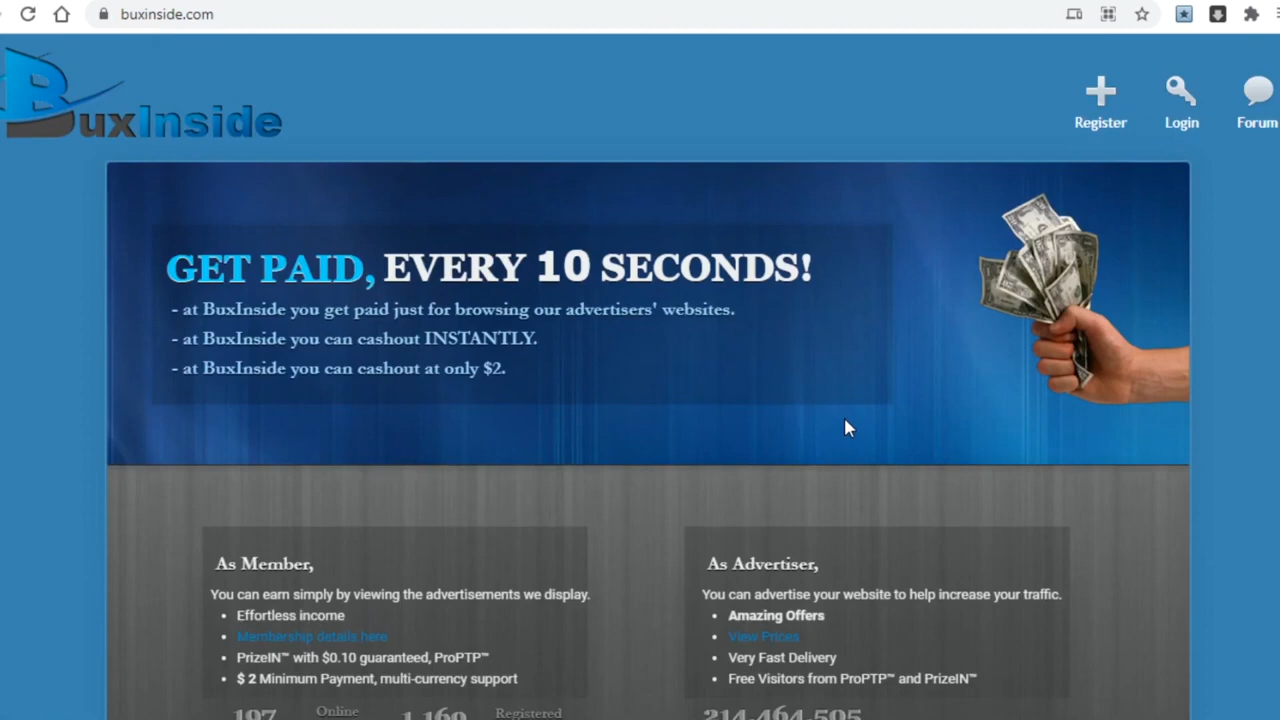 buxinside.com
BuxInside
Register
Login
Forum
GET PAID, EVERY 10 SECONDS!
- at BuxInside you get paid just for browsing our advertisers' websites.
- at BuxInside you can cashout INSTANTLY.
- at BuxInside you can cashout at only $2.
As Member,
You can earn simply by viewing the advertisements we display.
• Effortless income
• Membership details here
• PrizeIN™ with $0.10 guaranteed, ProPTP™
• $ 2 Minimum Payment, multi-currency support
As Advertiser,
You can advertise your website to help increase your traffic.
• Amazing Offers
• View Prices
• Very Fast Delivery
• Free Visitors from ProPTP™ and PrizeIN™
197 Online 1,169 Registered
214,464,505